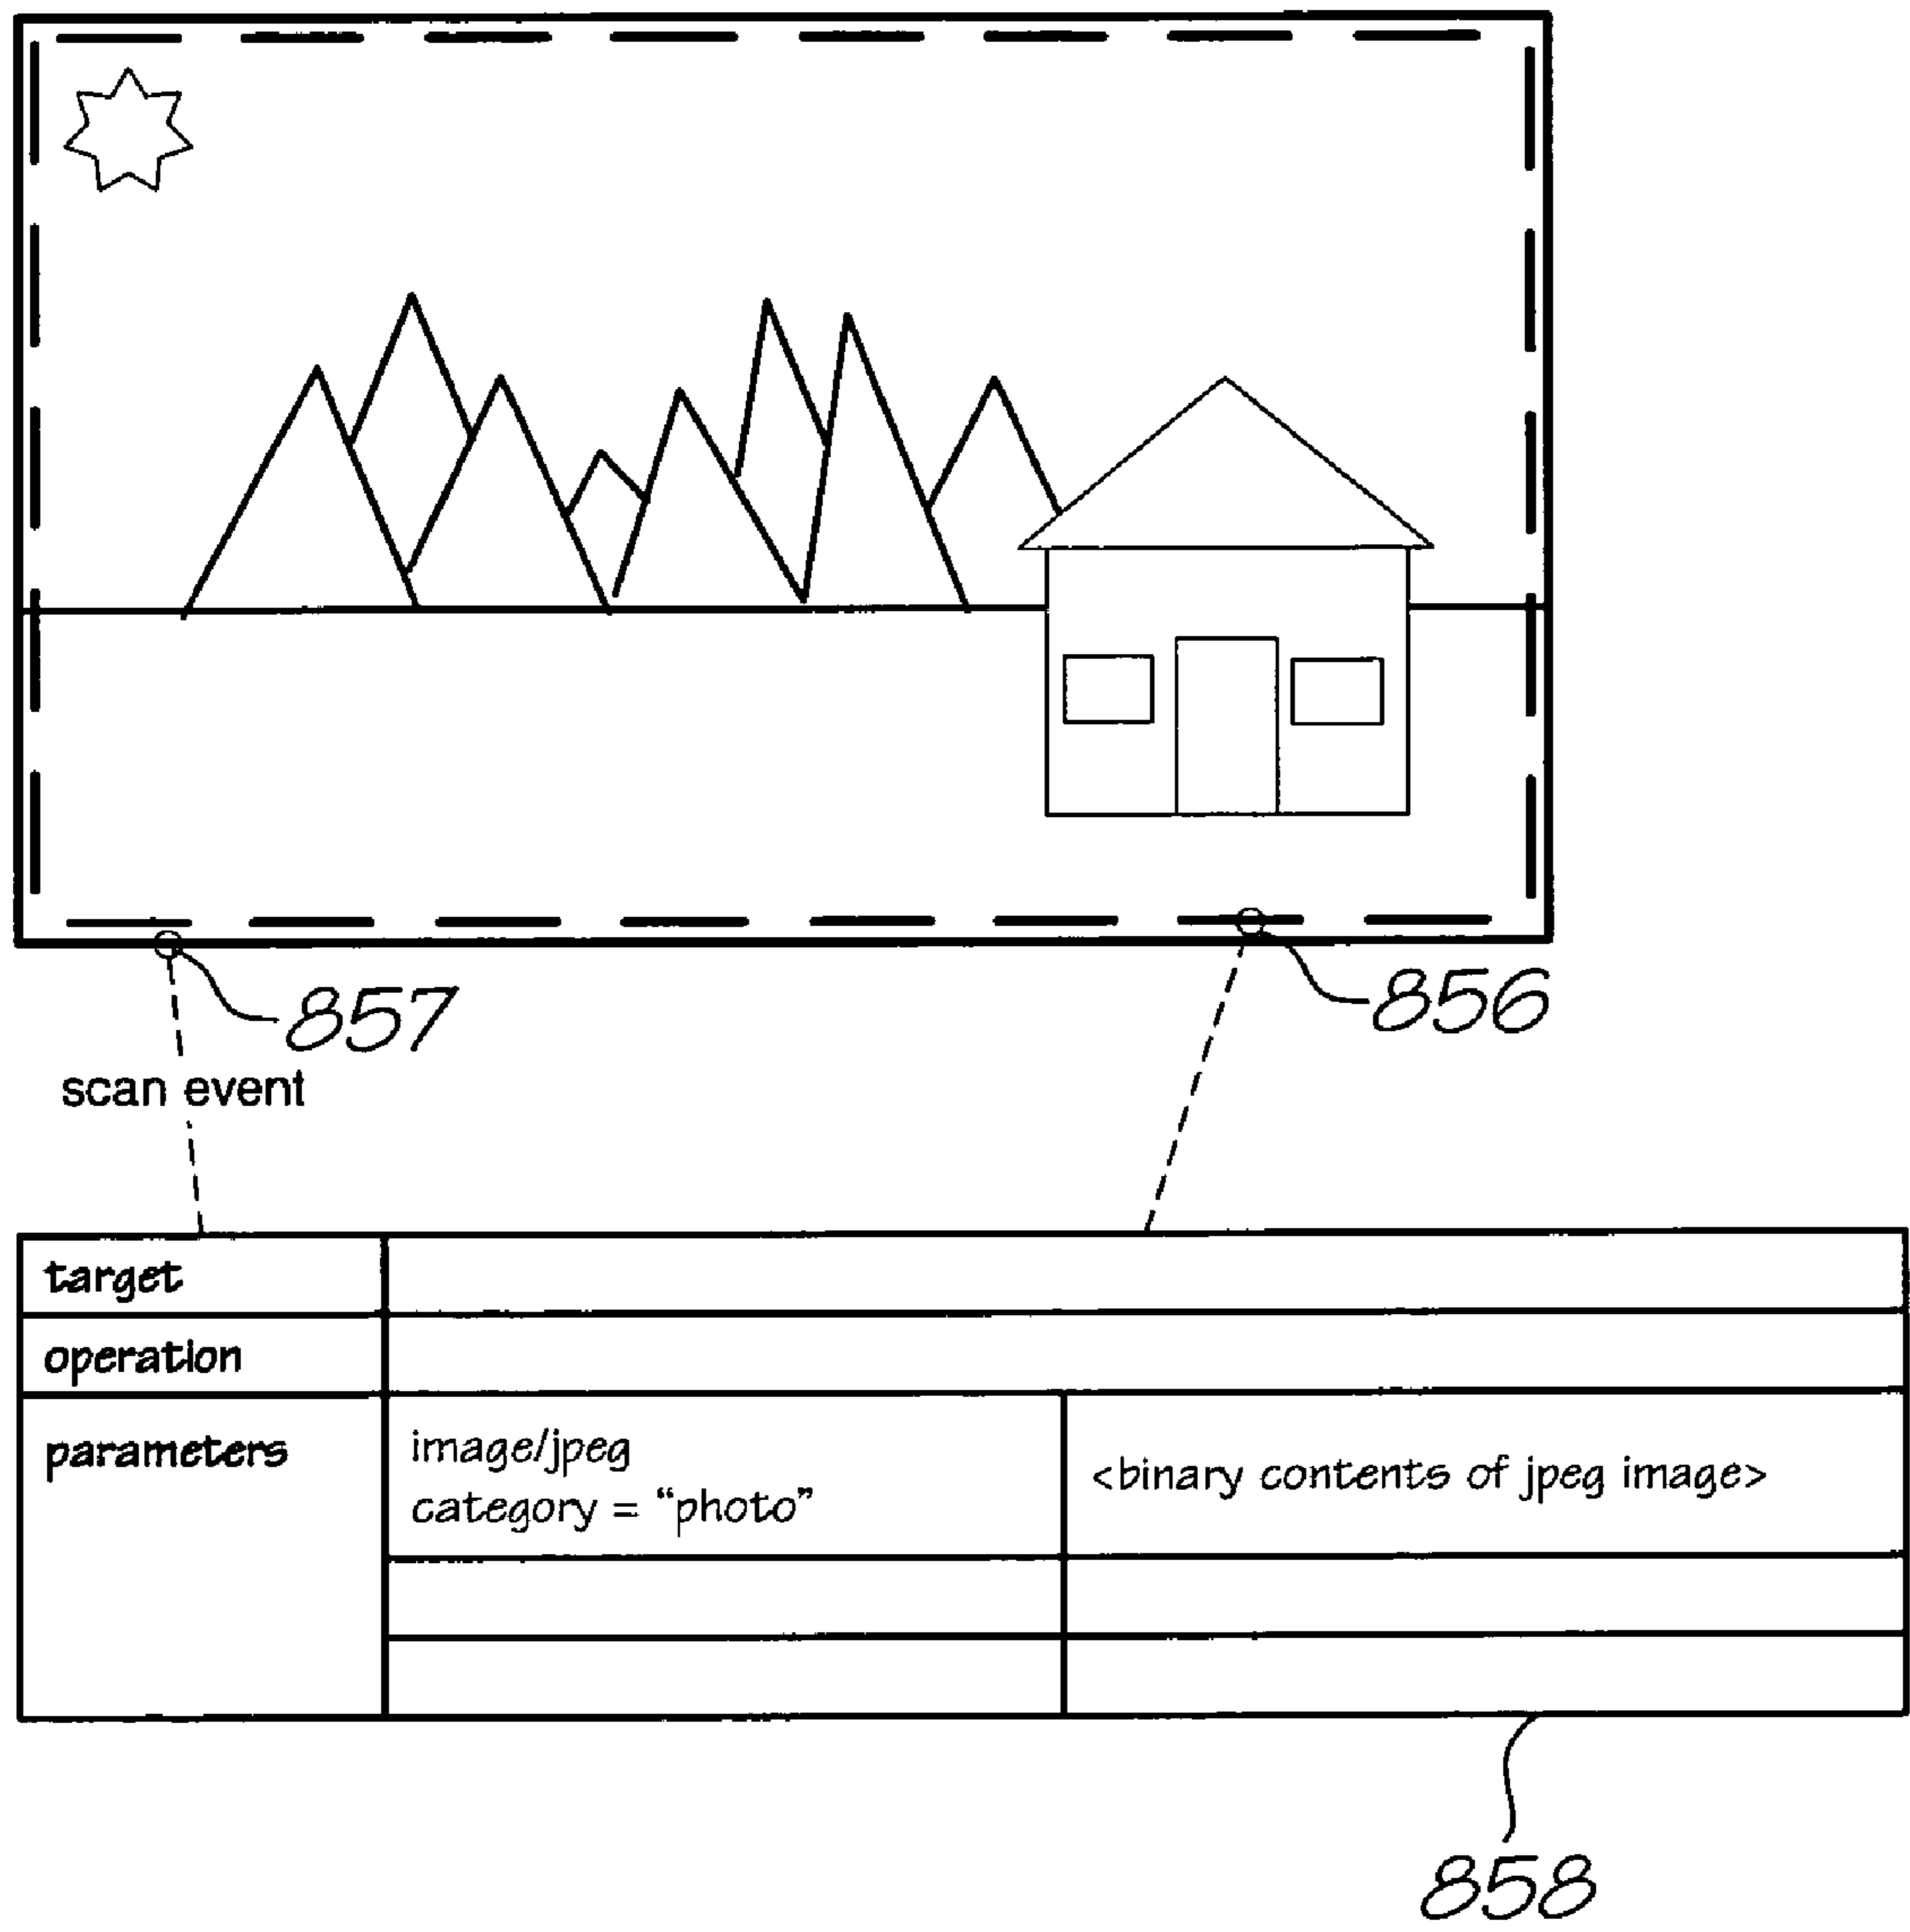 857
856
scan event
target
operation
parameters
image/jpeg
category = “photo”
<binary contents of jpeg image>
858